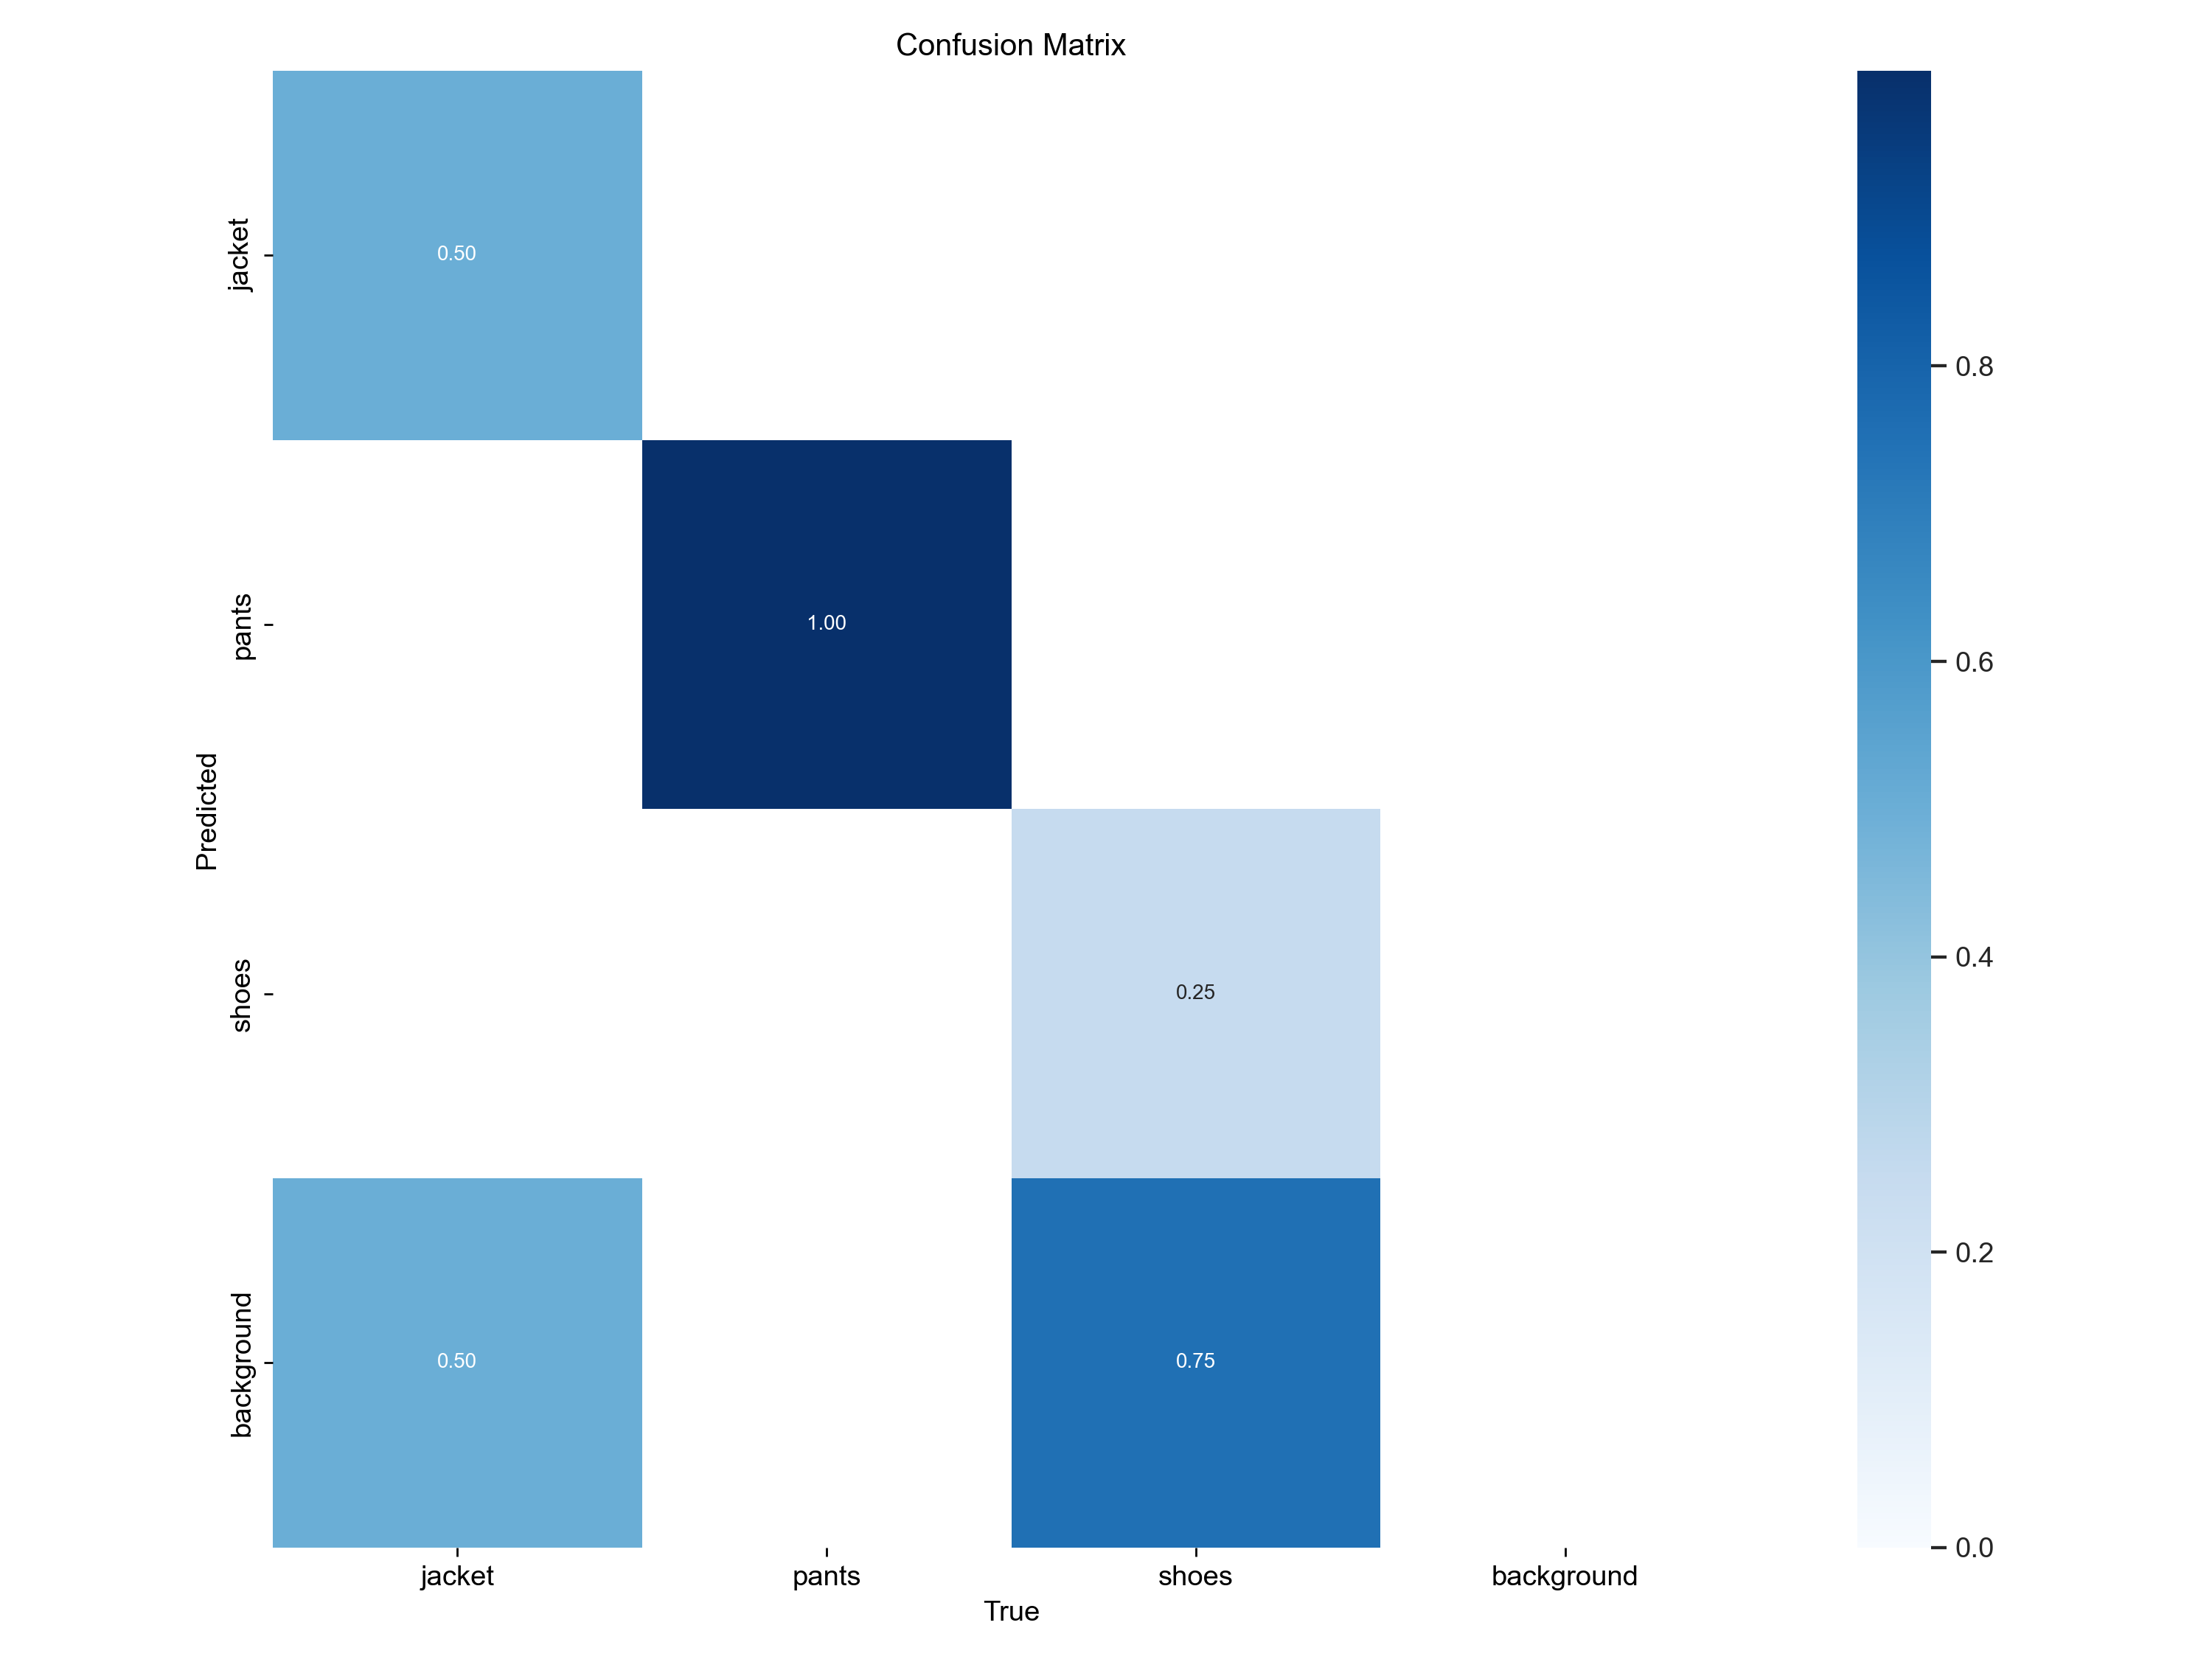 Confusion Matrix
jacket
0.50
0.8
pants
1.00
0.6
Predicted
shoes
0.25
0.4
background
0.50
0.75
0.2
0.0
jacket
pants
shoes
background
True